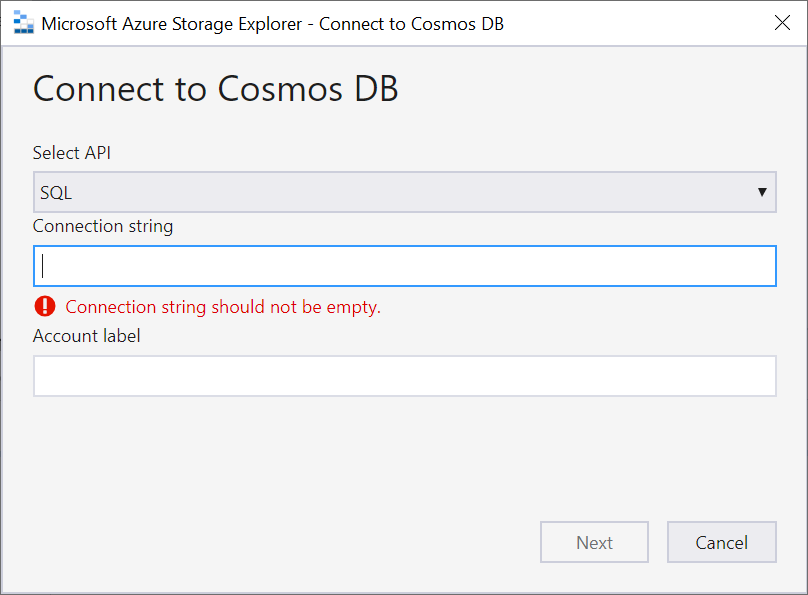 Microsoft Azure Storage Explorer - Connect to Cosmos DB
Connect to Cosmos DB
Select API
SQL
Connection string
Connection string should not be empty.
Account label
Next
Cancel